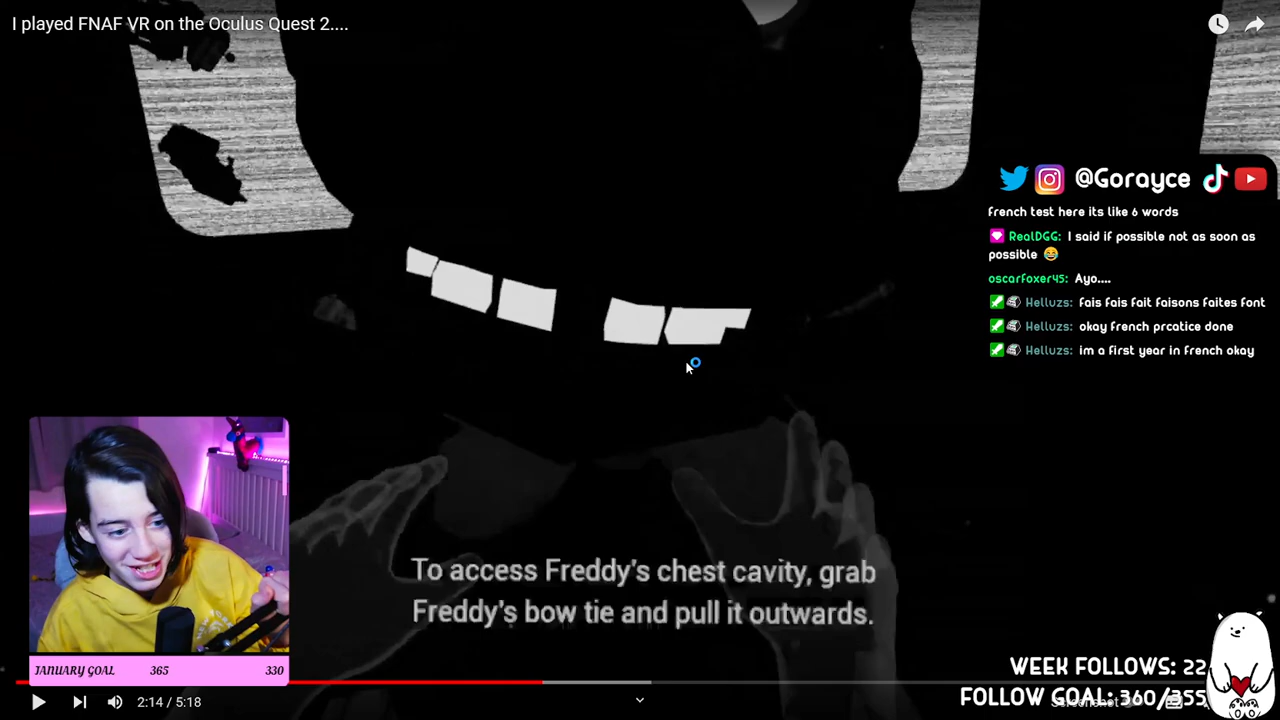 I played FNAF VR on the Oculus Quest 2....
@Gorayce
french test here its like 6 words
RealDGG: I said if possible not as soon as
possible 😂
oscarfoxer45: Ayo....
Helluzs: fais fais fait faisons faites font
Helluzs: okay french prcatice done
Helluzs: im a first year in french okay
To access Freddy's chest cavity, grab
Freddy's bow tie and pull it outwards.
JANUARY GOAL 365 330
WEEK FOLLOWS: 22
FOLLOW GOAL: 360/355
Screenshot
2:14 / 5:18